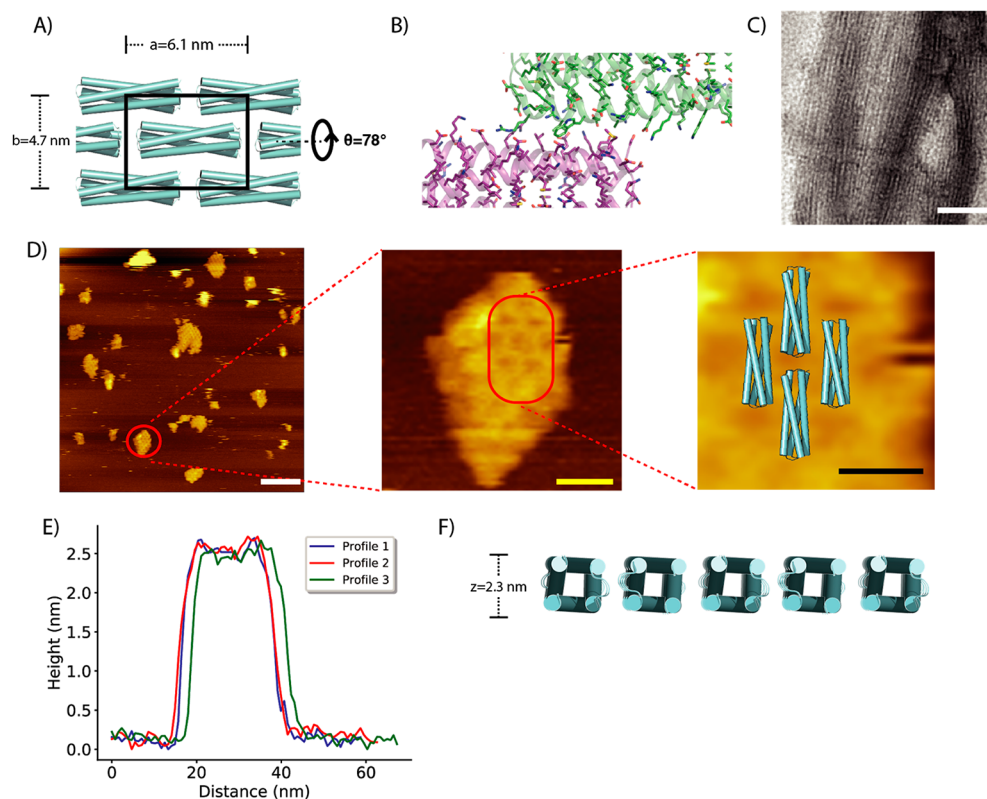 A)
a=6.1 nm
b=4.7 nm
θ=78°
B)
C)
D)
E)
2.5
2.0
1.5
1.0
0.5
0.0
Height (nm)
0
20
40
60
Distance (nm)
Profile 1
Profile 2
Profile 3
F)
z=2.3 nm